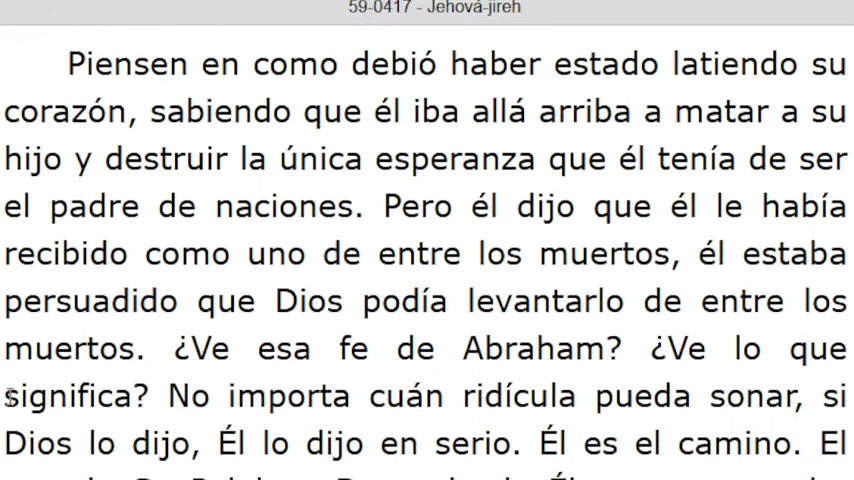 59-0417 - Jehová-jireh
Piensen en como debió haber estado latiendo su
corazón, sabiendo que él iba allá arriba a matar a su
hijo y destruir la única esperanza que él tenía de ser
el padre de naciones. Pero él dijo que él le había
recibido como uno de entre los muertos, él estaba
persuadido que Dios podía levantarlo de entre los
muertos. ¿Ve esa fe de Abraham? ¿Ve lo que
significa? No importa cuán ridícula pueda sonar, si
Dios lo dijo, Él lo dijo en serio. Él es el camino. El